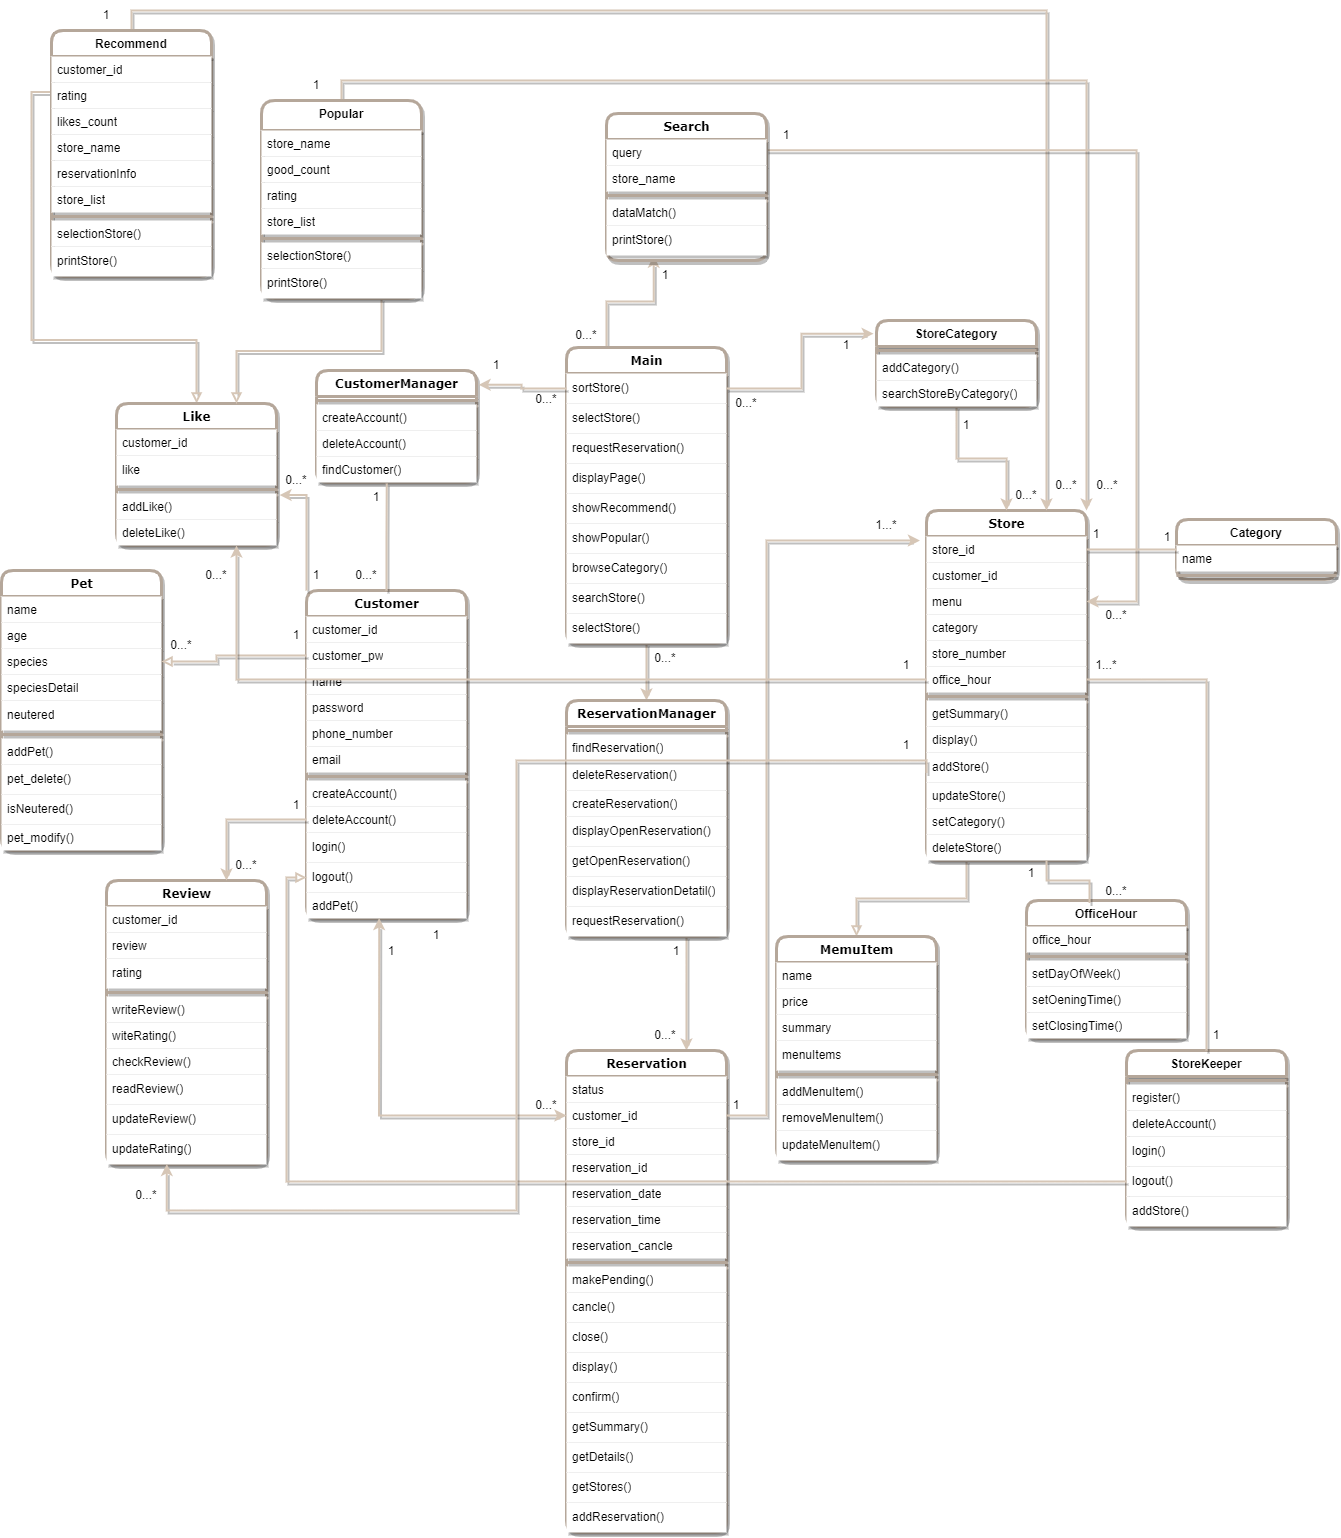 1
Recommend
customer_id
rating
likes_count
store_name
reservationInfo
store_list
selectionStore()
printStore()
1
Popular
store_name
good_count
rating
store_list
selectionStore()
printStore()
Search
query
store_name
dataMatch()
printStore()
1
1
0...*
Main
sortStore()
selectStore()
requestReservation()
displayPage()
showRecommend()
showPopular()
browseCategory()
searchStore()
selectStore()
1
0...*
0...*
1
StoreCategory
addCategory()
searchStoreByCategory()
1
0...*
0...*
0...*
CustomerManager
createAccount()
deleteAccount()
findCustomer()
1
0...*
Like
customer_id
like
addLike()
deleteLike()
0...*
1
0...*
Pet
name
age
species
speciesDetail
neutered
addPet()
pet_delete()
isNeutered()
pet_modify()
0...*
1
Customer
customer_id
customer_pw
name
password
phone_number
email
createAccount()
deleteAccount()
login()
logout()
addPet()
1
0...*
1
1
Store
store_id
customer_id
menu
category
store_number
office_hour
getSummary()
display()
addStore()
updateStore()
setCategory()
deleteStore()
1...*
1
1
Category
name
0...*
1...*
1
1
0...*
ReservationManager
findReservation()
deleteReservation()
createReservation()
displayOpenReservation()
getOpenReservation()
displayReservationDetatil()
requestReservation()
1
0...*
Review
customer_id
review
rating
writeReview()
witeRating()
checkReview()
readReview()
updateReview()
updateRating()
0...*
MemuItem
name
price
summary
menuItems
addMenuItem()
removeMenuItem()
updateMenuItem()
1
0...*
OfficeHour
office_hour
setDayOfWeek()
setOeningTime()
setClosingTime()
1
StoreKeeper
register()
deleteAccount()
login()
logout()
addStore()
0...*
1
Reservation
status
customer_id
store_id
reservation_id
reservation_date
reservation_time
reservation_cancle
makePending()
cancle()
close()
display()
confirm()
getSummary()
getDetails()
getStores()
addReservation()